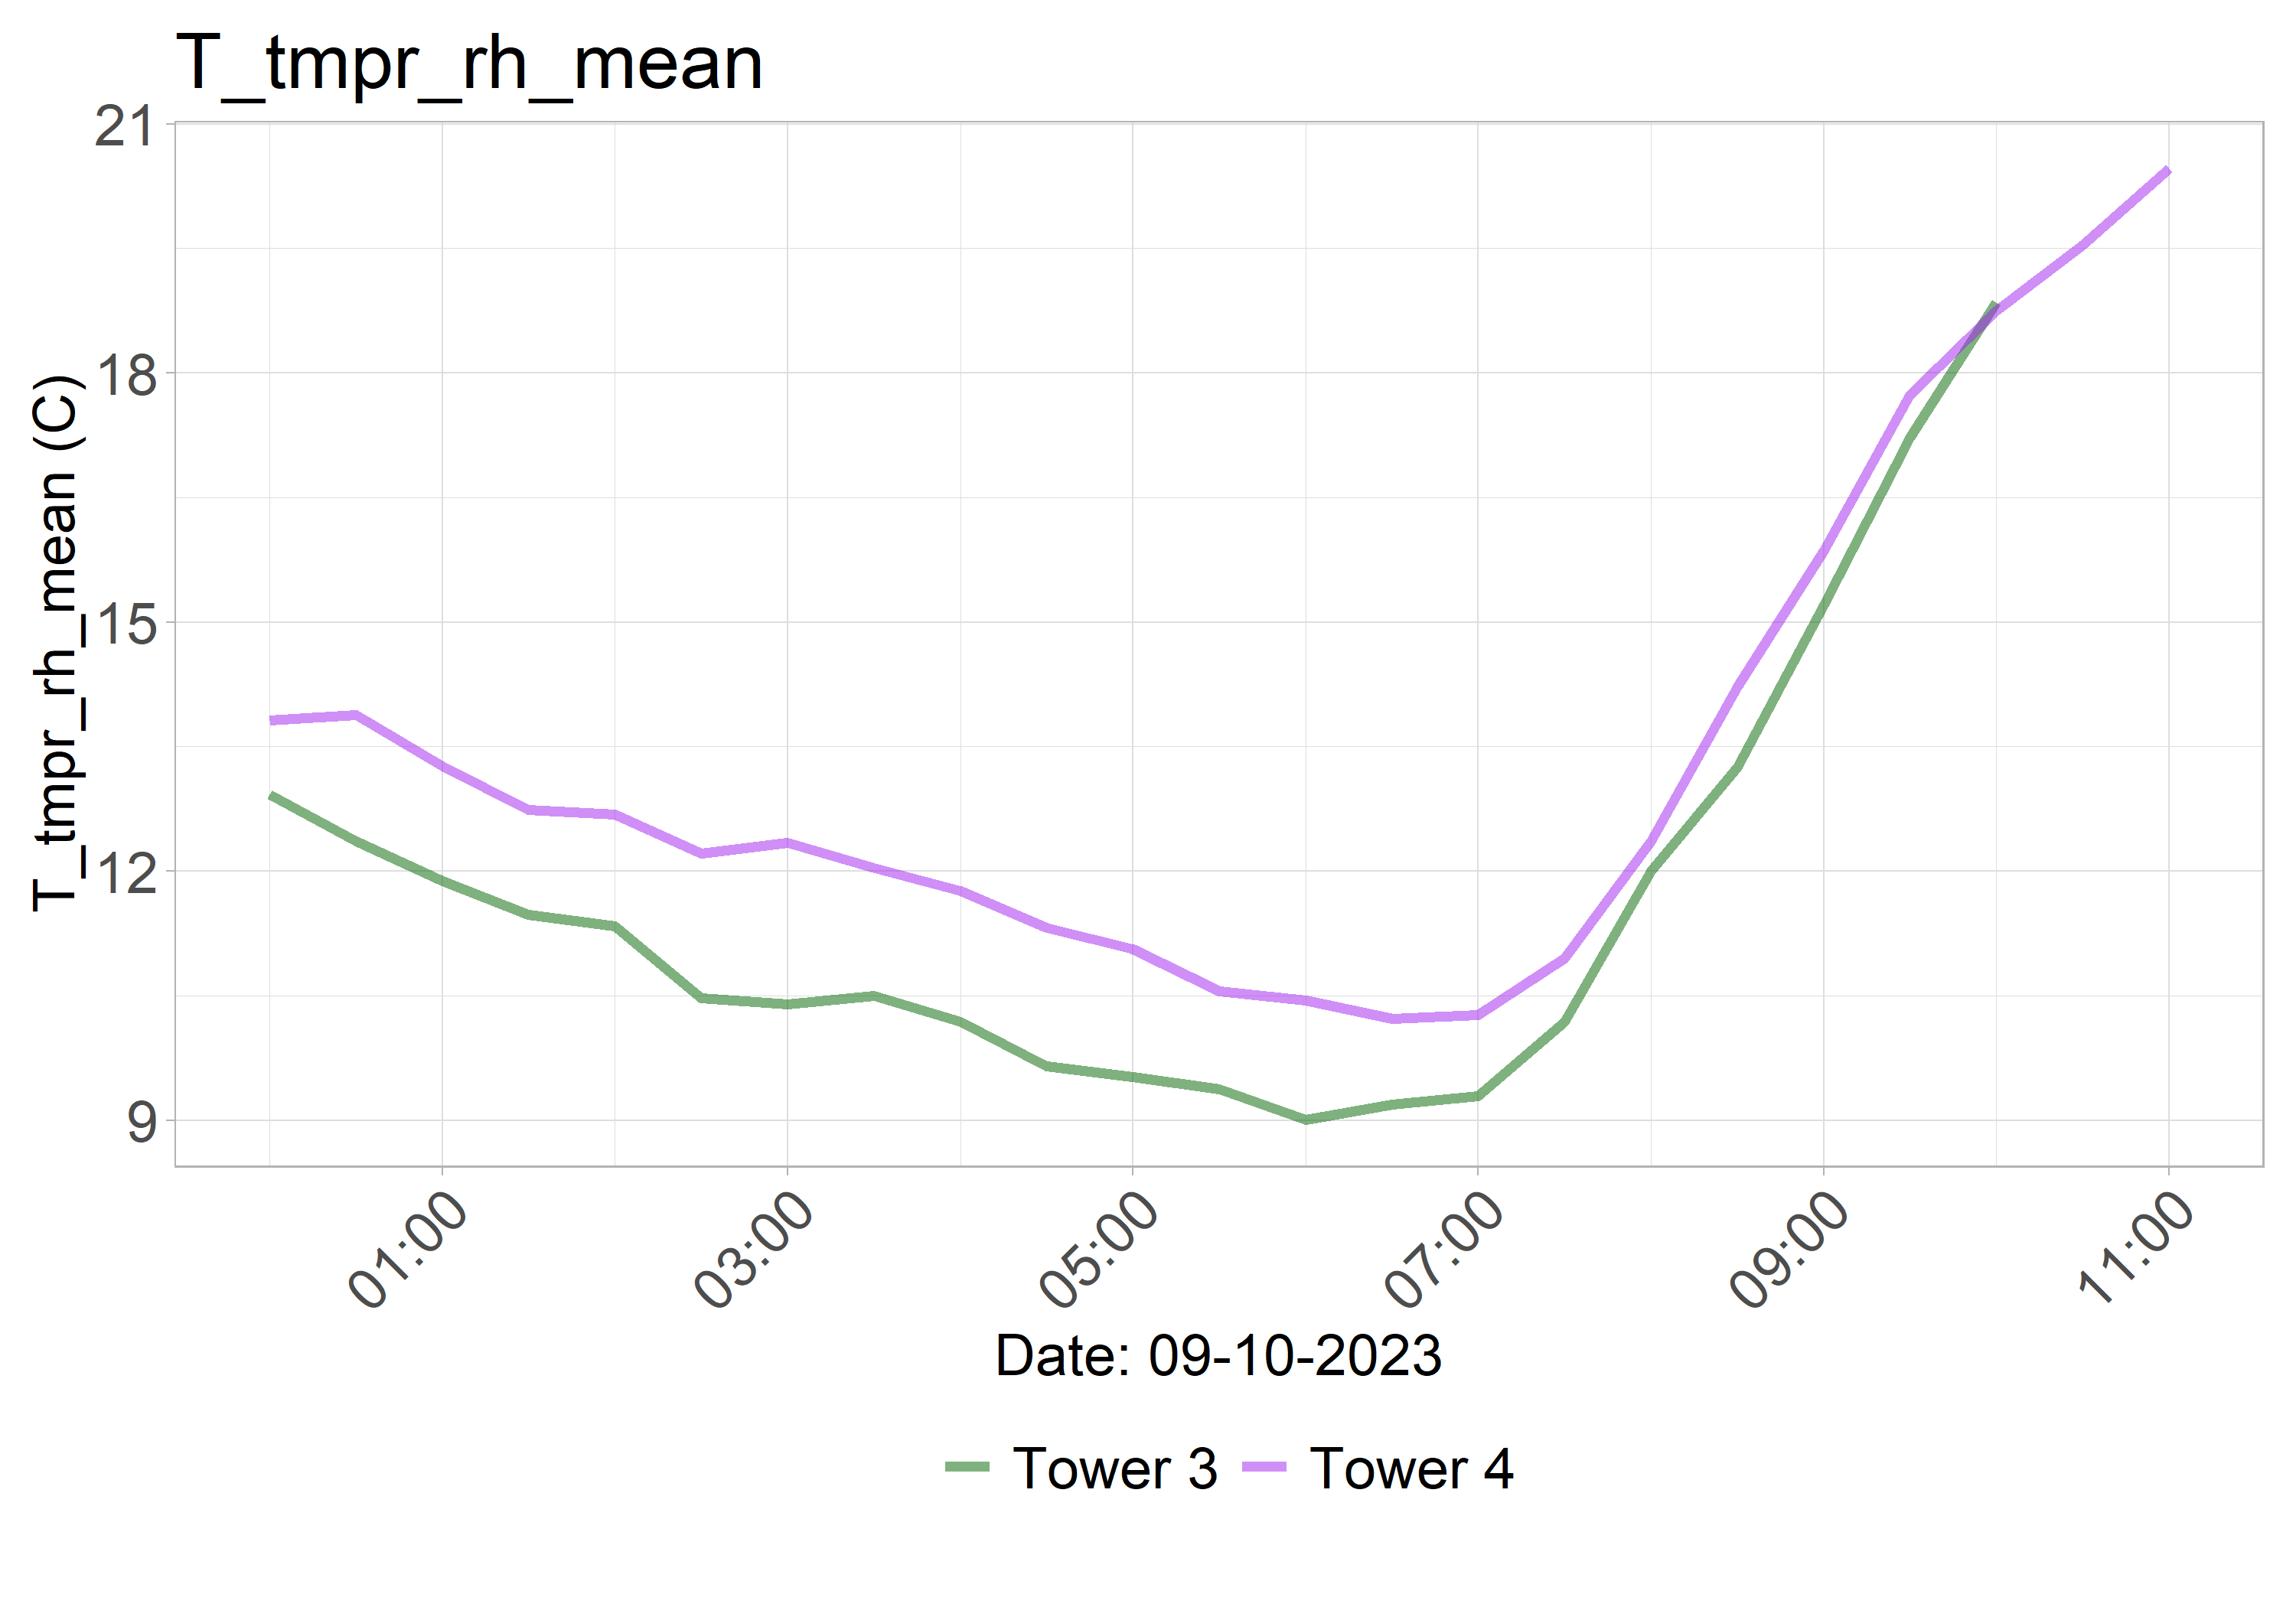 T_tmpr_rh_mean
T_tmpr_rh_mean (C)
21
18
15
12
9
01:00 03:00 05:00 07:00 09:00 11:00
Date: 09-10-2023
Tower 3 Tower 4